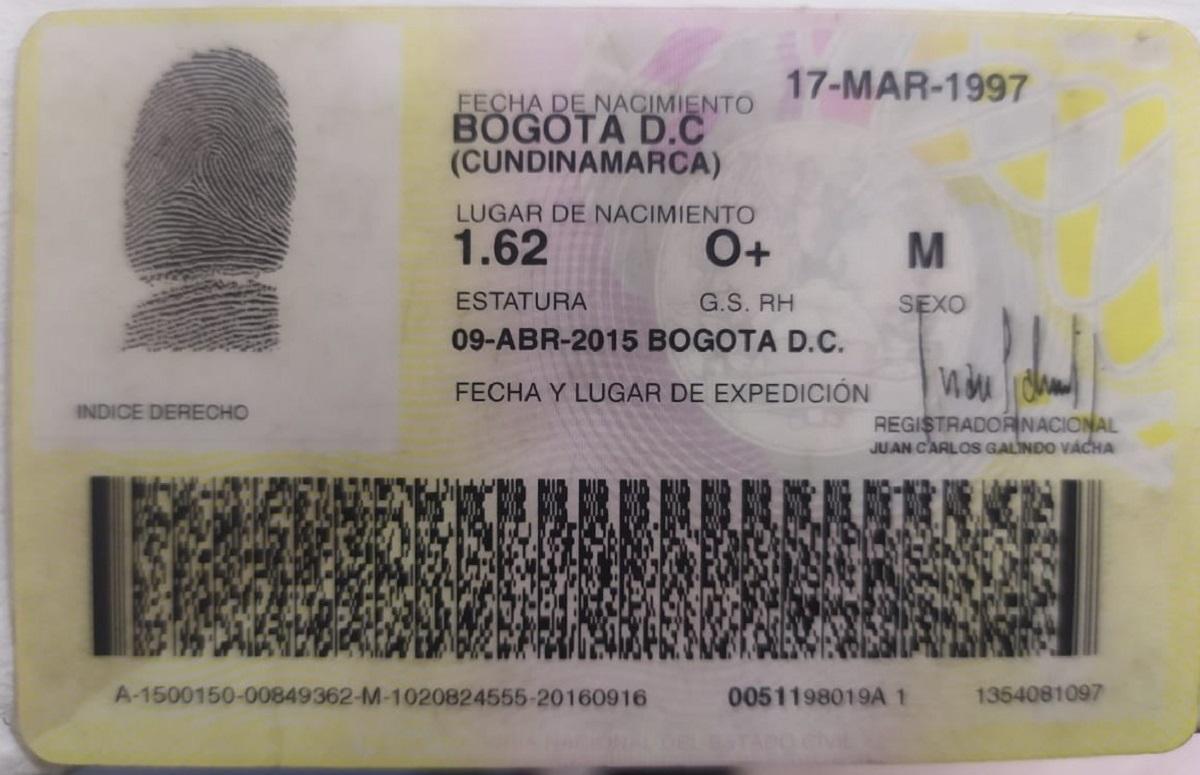 17-MAR-1997
FECHA DE NACIMIENTO
BOGOTA D.C
(CUNDINAMARCA)
LUGAR DE NACIMIENTO
1.62 O+ M
ESTATURA G.S. RH SEXO
09-ABR-2015 BOGOTA D.C.
FECHA Y LUGAR DE EXPEDICIÓN
INDICE DERECHO
REGISTRADOR NACIONAL
JUAN CARLOS GALINDO VÁCHA
A-1500150-00849362-M-1020824555-20160916 0051198019A 1 1354081097
NACIONAL DEL ESTADO CIVIL